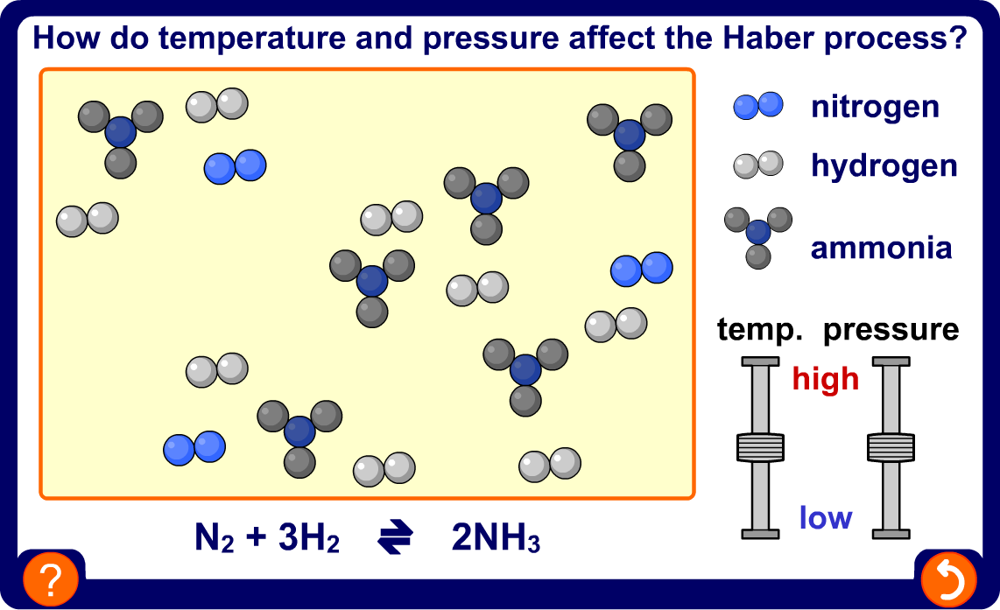 How do temperature and pressure affect the Haber process?
nitrogen
hydrogen
ammonia
temp. pressure
high
low
N₂ + 3H₂ ⇌ 2NH₃
?